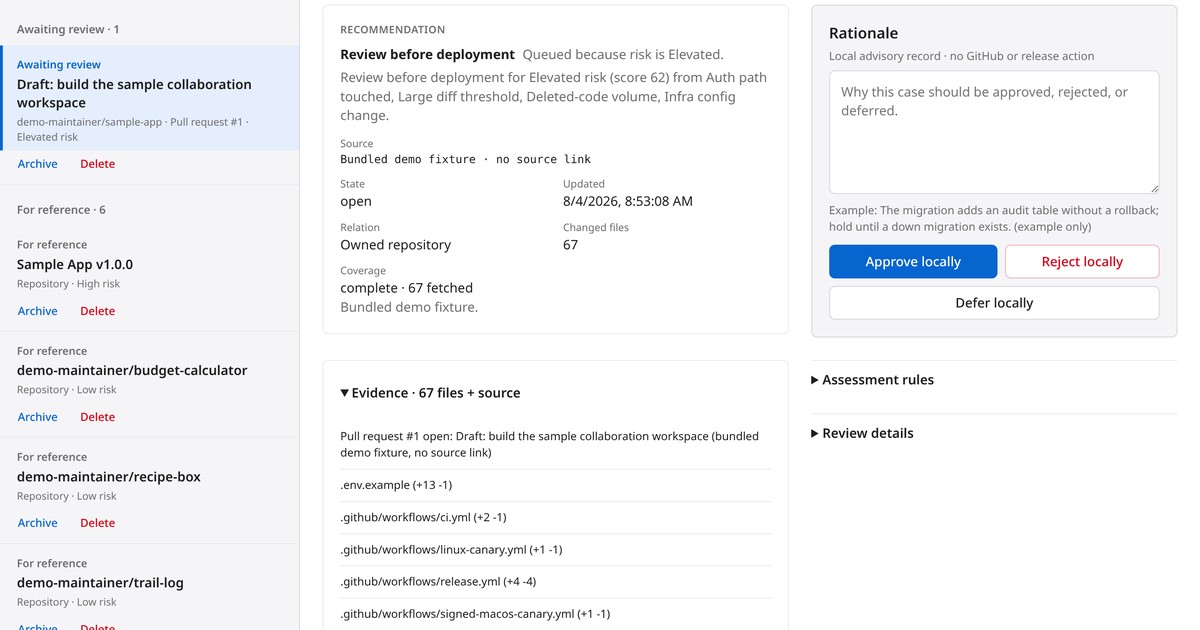 Awaiting review · 1
Awaiting review
Draft: build the sample collaboration
workspace
demo-maintainer/sample-app · Pull request #1 ·
Elevated risk
Archive Delete
For reference · 6
For reference
Sample App v1.0.0
Repository · High risk
Archive Delete
For reference
demo-maintainer/budget-calculator
Repository · Low risk
Archive Delete
For reference
demo-maintainer/recipe-box
Repository · Low risk
Archive Delete
For reference
demo-maintainer/trail-log
Repository · Low risk
Archive Delete
RECOMMENDATION
Review before deployment Queued because risk is Elevated.
Review before deployment for Elevated risk (score 62) from Auth path
touched, Large diff threshold, Deleted-code volume, Infra config
change.
Source
Bundled demo fixture · no source link
State Updated
open 8/4/2026, 8:53:08 AM
Relation Changed files
Owned repository 67
Coverage
complete · 67 fetched
Bundled demo fixture.
▼ Evidence · 67 files + source
Pull request #1 open: Draft: build the sample collaboration workspace (bundled
demo fixture, no source link)
.env.example (+13 -1)
.github/workflows/ci.yml (+2 -1)
.github/workflows/linux-canary.yml (+1 -1)
.github/workflows/release.yml (+4 -4)
.github/workflows/signed-macos-canary.yml (+1 -1)
Rationale
Local advisory record · no GitHub or release action
Why this case should be approved, rejected, or
deferred.
Example: The migration adds an audit table without a rollback;
hold until a down migration exists. (example only)
Approve locally Reject locally
Defer locally
▶ Assessment rules
▶ Review details